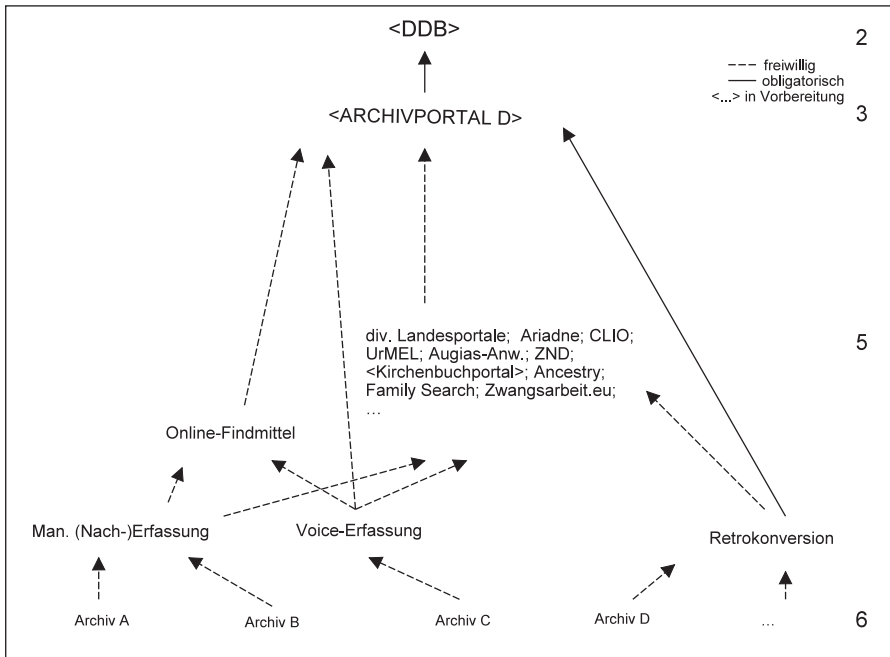 <DDB>
2
freiwillig
obligatorisch
<...> in Vorbereitung
<ARCHIVPORTAL D>
3
div. Landesportale; Ariadne; CLIO;
UrMEL; Augias-Anw.; ZND;
<Kirchenbuchportal>; Ancestry;
Family Search; Zwangsarbeit.eu;
...
5
Online-Findmittel
Man. (Nach-)Erfassung
Voice-Erfassung
Retrokonversion
Archiv A
Archiv B
Archiv C
Archiv D
...
6